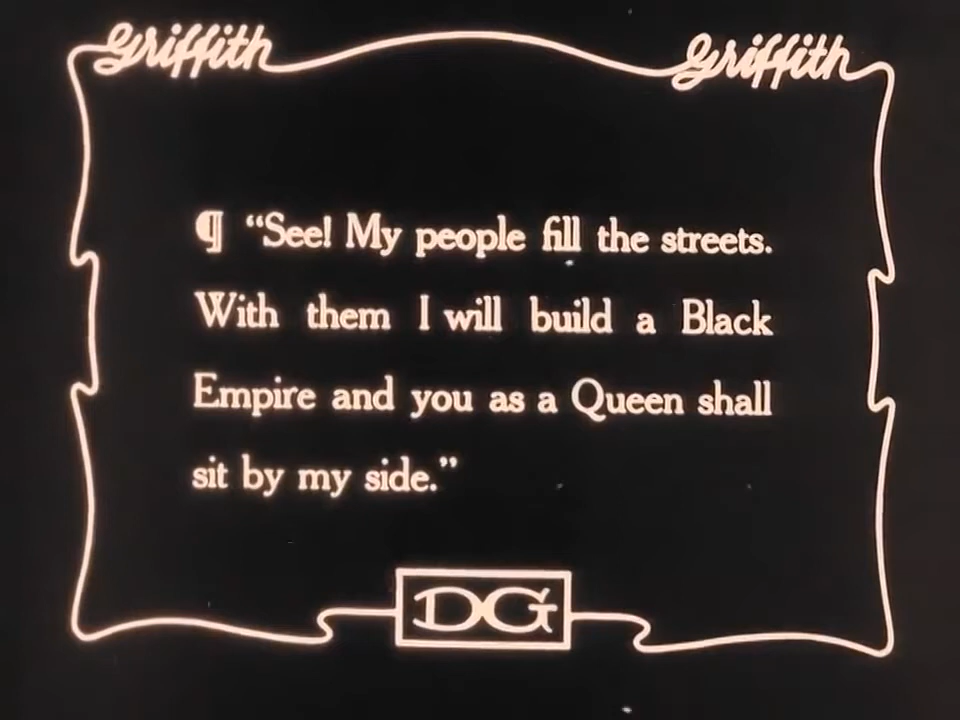 Griffith Griffith
¶ “See! My people fill the streets.
With them I will build a Black
Empire and you as a Queen shall
sit by my side.”
DG